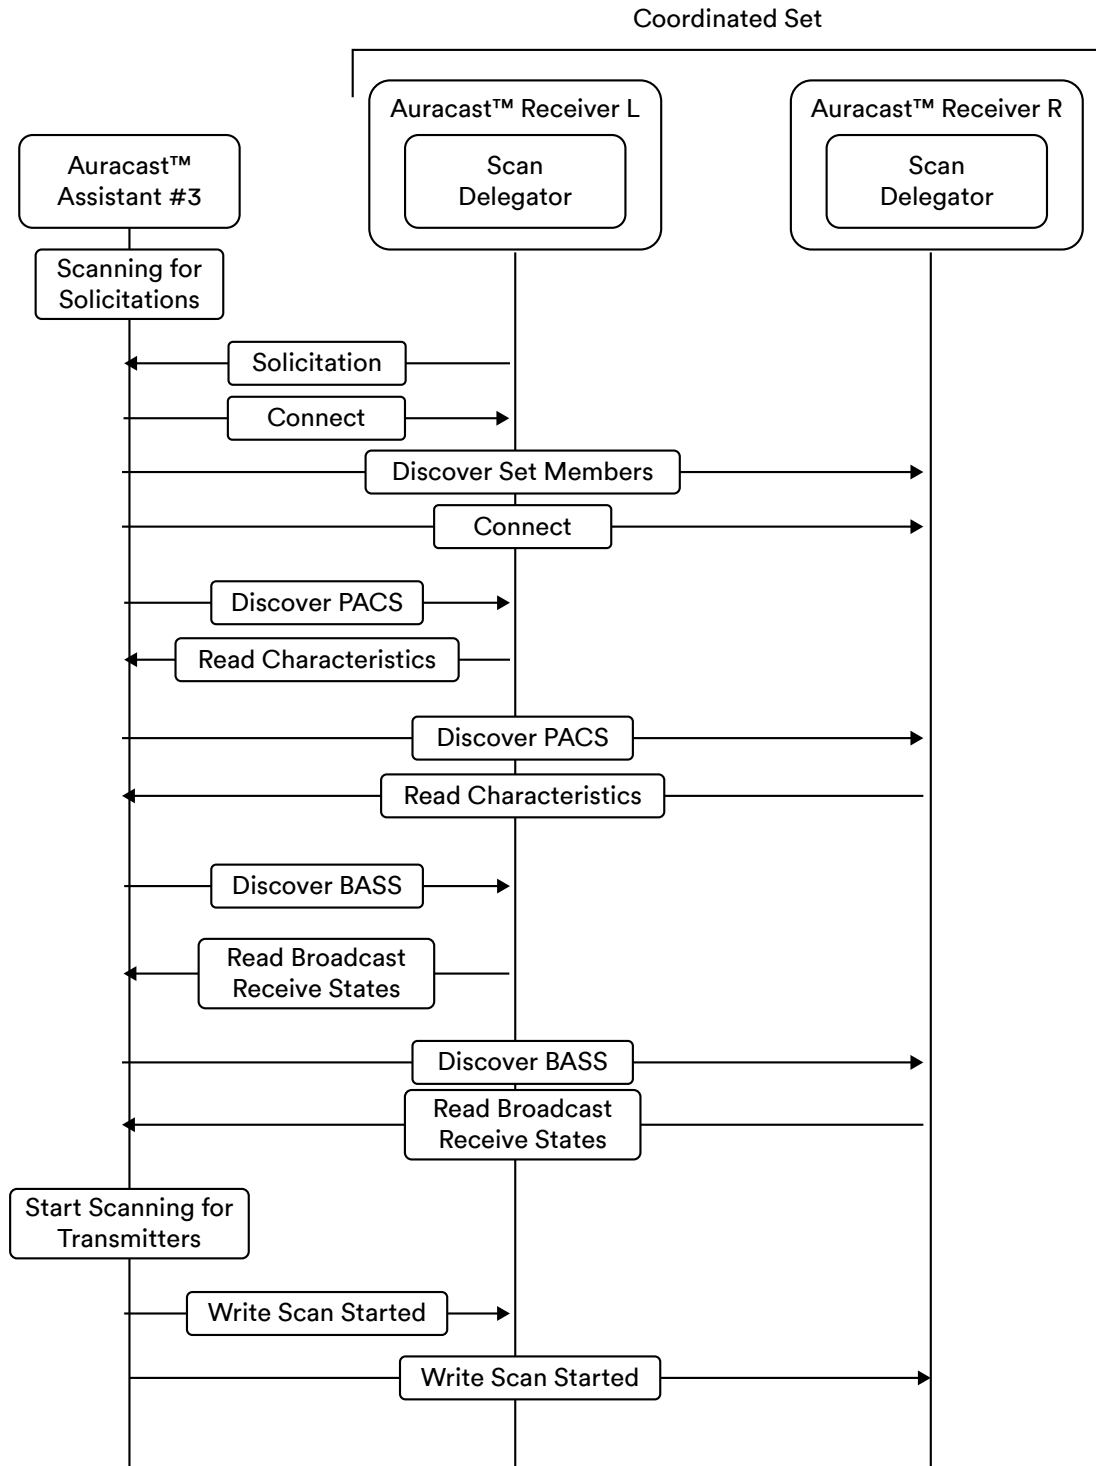 Coordinated Set
Auracast™ Receiver L
Auracast™ Receiver R
Scan
Delegator
Scan
Delegator
Auracast™
Assistant #3
Scanning for
Solicitations
Solicitation
Connect
Discover Set Members
Connect
Discover PACS
Read Characteristics
Discover PACS
Read Characteristics
Discover BASS
Read Broadcast
Receive States
Discover BASS
Read Broadcast
Receive States
Start Scanning for
Transmitters
Write Scan Started
Write Scan Started